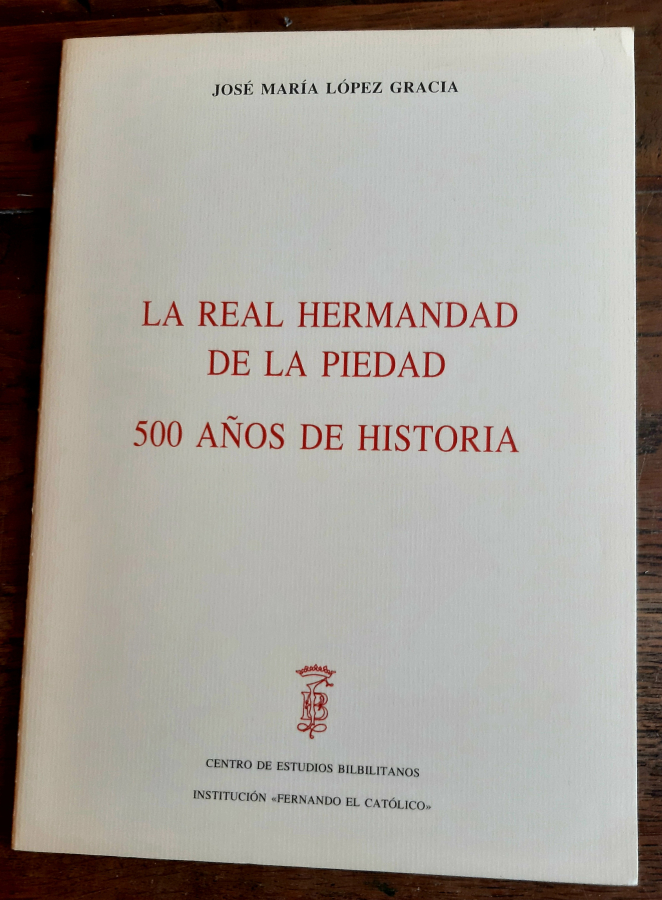 JOSÉ MARÍA LÓPEZ GRACIA
LA REAL HERMANDAD
DE LA PIEDAD
500 AÑOS DE HISTORIA
CENTRO DE ESTUDIOS BILBILITANOS
INSTITUCIÓN «FERNANDO EL CATÓLICO»